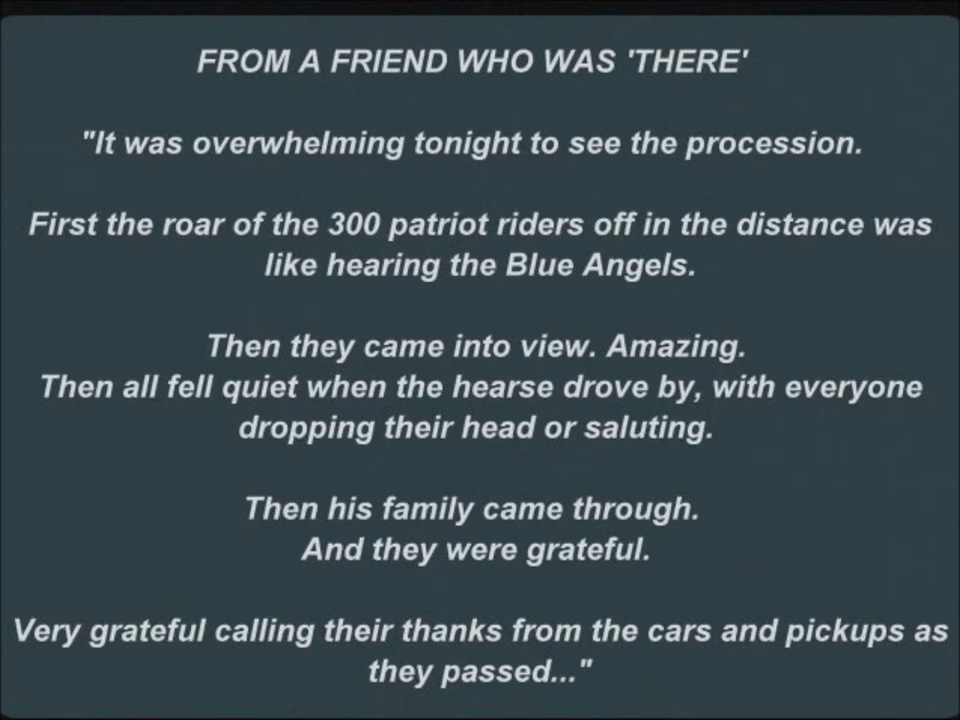 FROM A FRIEND WHO WAS 'THERE'
"It was overwhelming tonight to see the procession.
First the roar of the 300 patriot riders off in the distance was
like hearing the Blue Angels.
Then they came into view. Amazing.
Then all fell quiet when the hearse drove by, with everyone
dropping their head or saluting.
Then his family came through.
And they were grateful.
Very grateful calling their thanks from the cars and pickups as
they passed..."